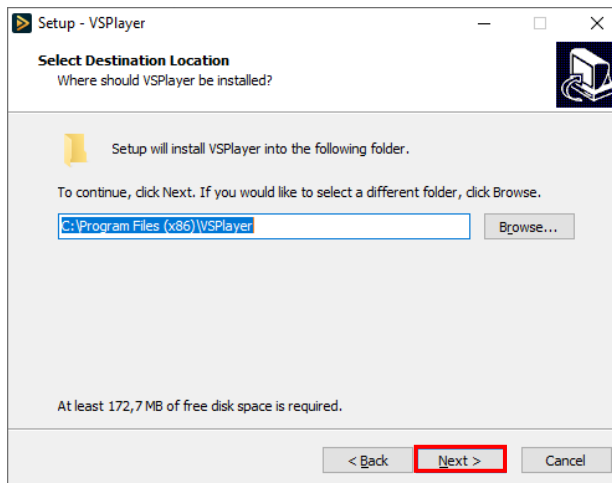 Setup - VSPlayer
Select Destination Location
Where should VSPlayer be installed?
Setup will install VSPlayer into the following folder.
To continue, click Next. If you would like to select a different folder, click Browse.
C:\Program Files (x86)\VSPlayer
Browse...
At least 172,7 MB of free disk space is required.
< Back Next > Cancel